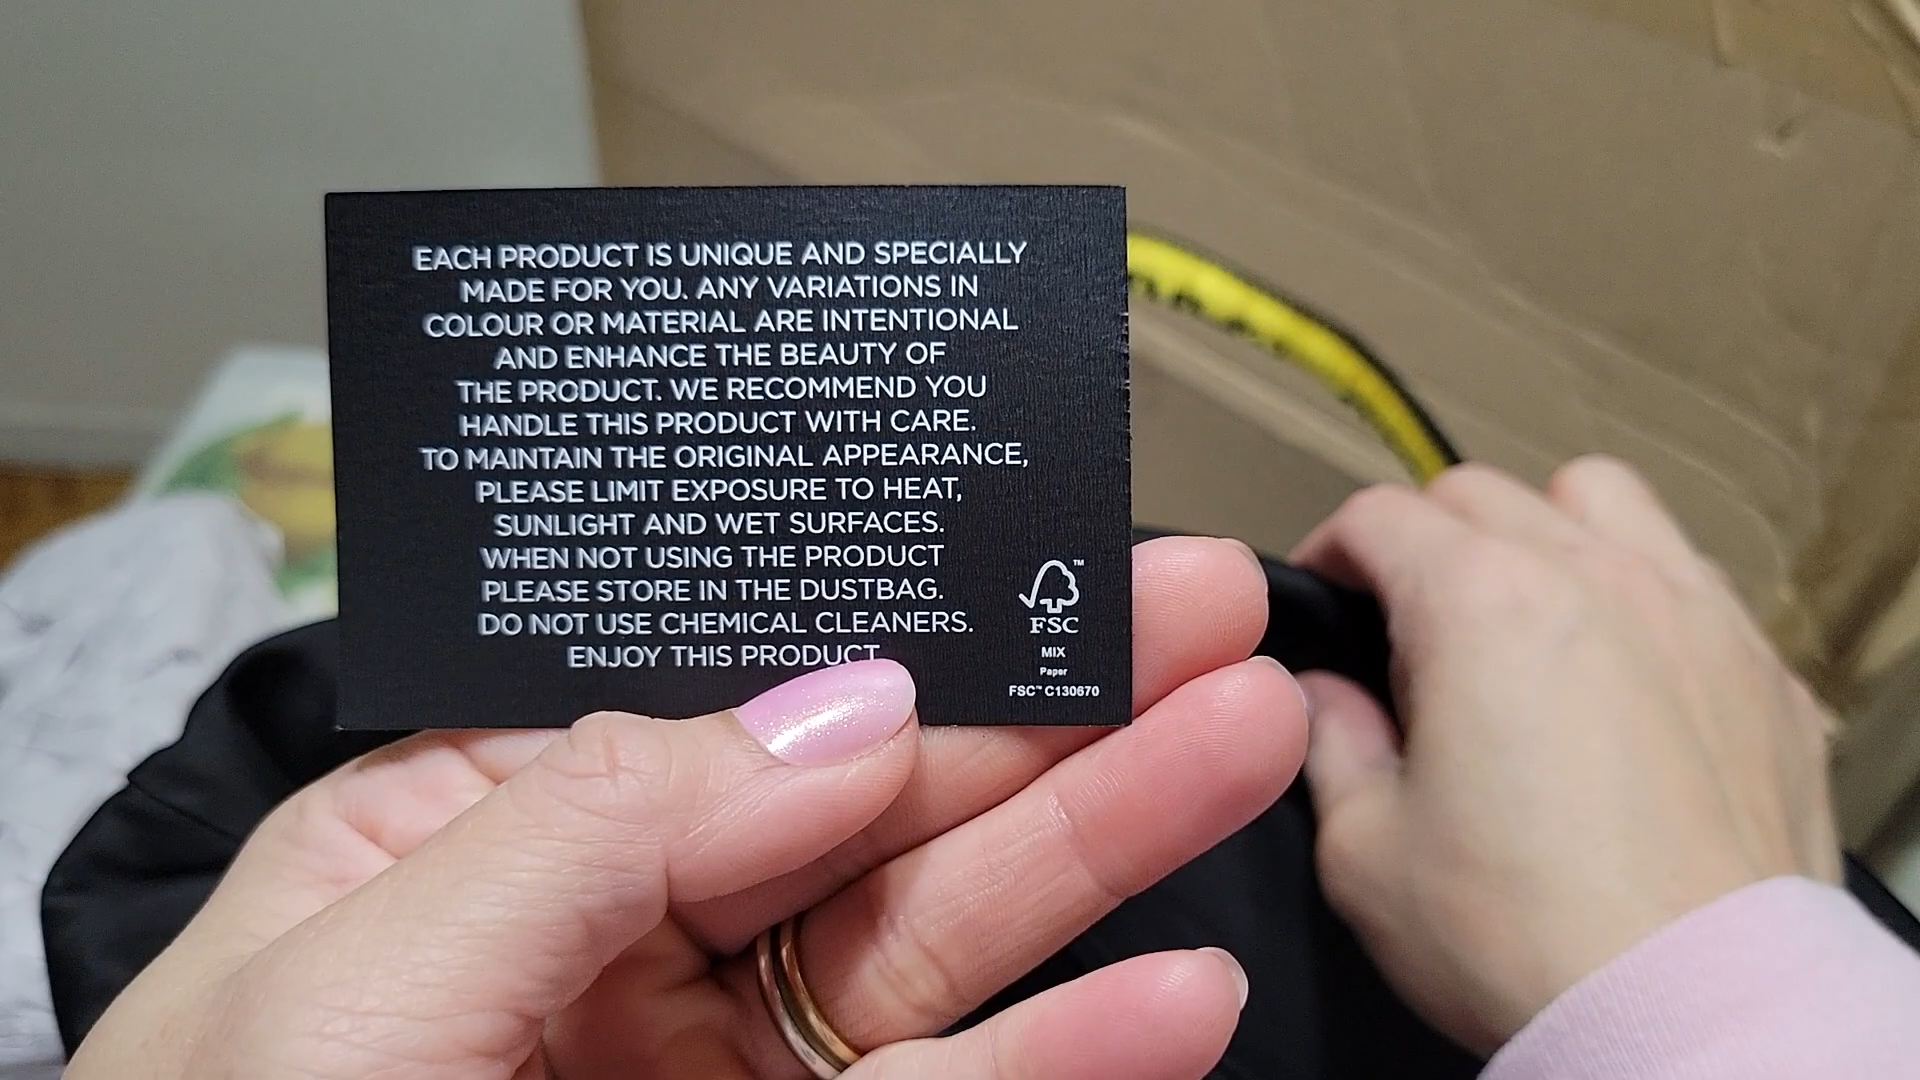 EACH PRODUCT IS UNIQUE AND SPECIALLY
MADE FOR YOU. ANY VARIATIONS IN
COLOUR OR MATERIAL ARE INTENTIONAL
AND ENHANCE THE BEAUTY OF
THE PRODUCT. WE RECOMMEND YOU
HANDLE THIS PRODUCT WITH CARE.
TO MAINTAIN THE ORIGINAL APPEARANCE,
PLEASE LIMIT EXPOSURE TO HEAT,
SUNLIGHT AND WET SURFACES.
WHEN NOT USING THE PRODUCT
PLEASE STORE IN THE DUSTBAG.
DO NOT USE CHEMICAL CLEANERS.
ENJOY THIS PRODUCT
™
FSC
MIX
Paper
FSC™ C130670